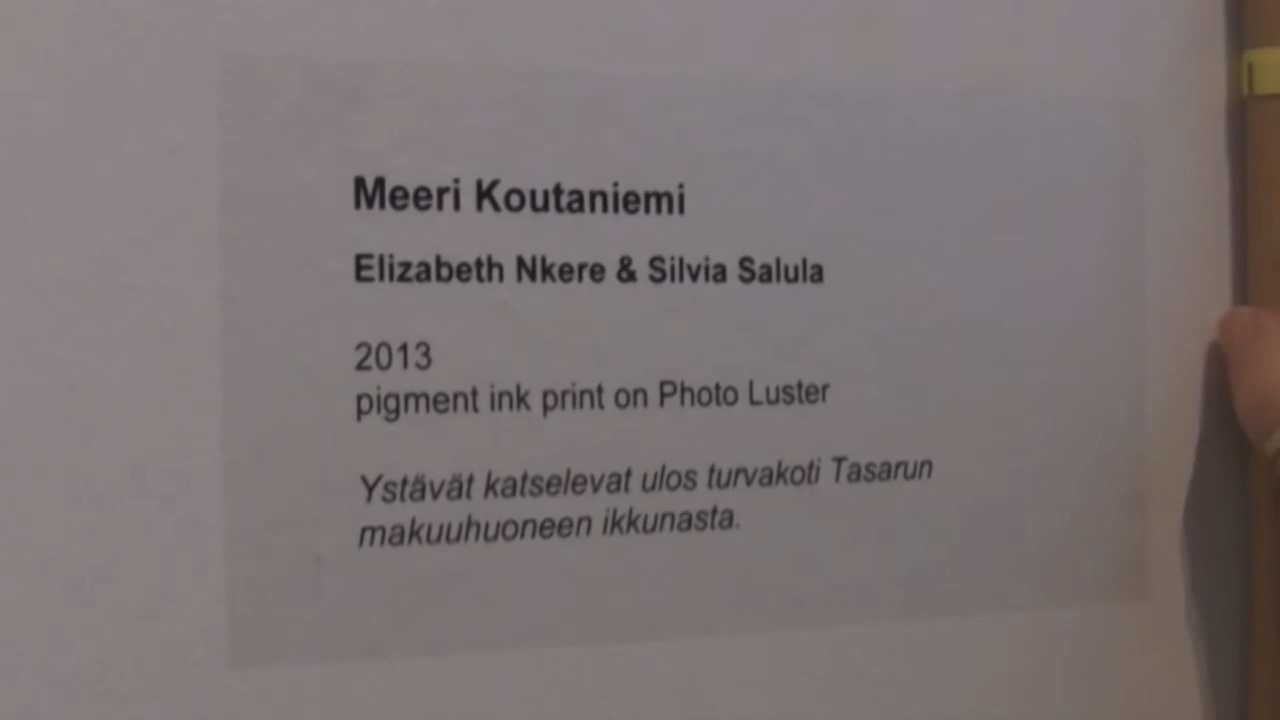 Meeri Koutaniemi
Elizabeth Nkere & Silvia Salula
2013
pigment ink print on Photo Luster
Ystävät katselevat ulos turvakoti Tasarun
makuuhuoneen ikkunasta.